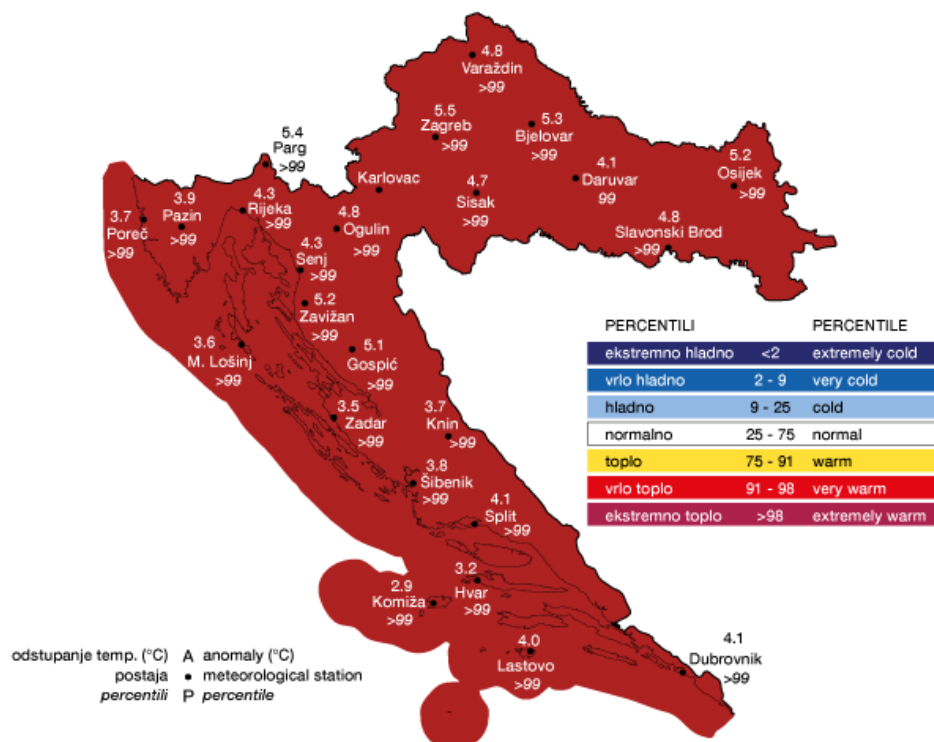 4.8
Varaždin
>99
5.5
Zagreb
>99
5.3
Bjelovar
>99
5.4
Parg
>99
4.1
Daruvar
99
5.2
Osijek
>99
Karlovac
4.7
Sisak
>99
3.7
Poreč
>99
3.9
Pazin
>99
4.3
Rijeka
>99
4.8
Ogulin
>99
4.8
Slavonski Brod
>99
4.3
Senj
>99
5.2
Zavižan
>99
3.6
M. Lošinj
>99
5.1
Gospić
>99
3.5
Zadar
>99
3.7
Knin
>99
3.8
Šibenik
>99
4.1
Split
>99
3.2
Hvar
>99
2.9
Komiža
>99
4.0
Lastovo
>99
4.1
Dubrovnik
>99
PERCENTILI PERCENTILE
ekstremno hladno <2 extremely cold
vrlo hladno 2 - 9 very cold
hladno 9 - 25 cold
normalno 25 - 75 normal
toplo 75 - 91 warm
vrlo toplo 91 - 98 very warm
ekstremno toplo >98 extremely warm
odstupanje temp. (°C) A anomaly (°C)
postaja • meteorological station
percentili P percentile